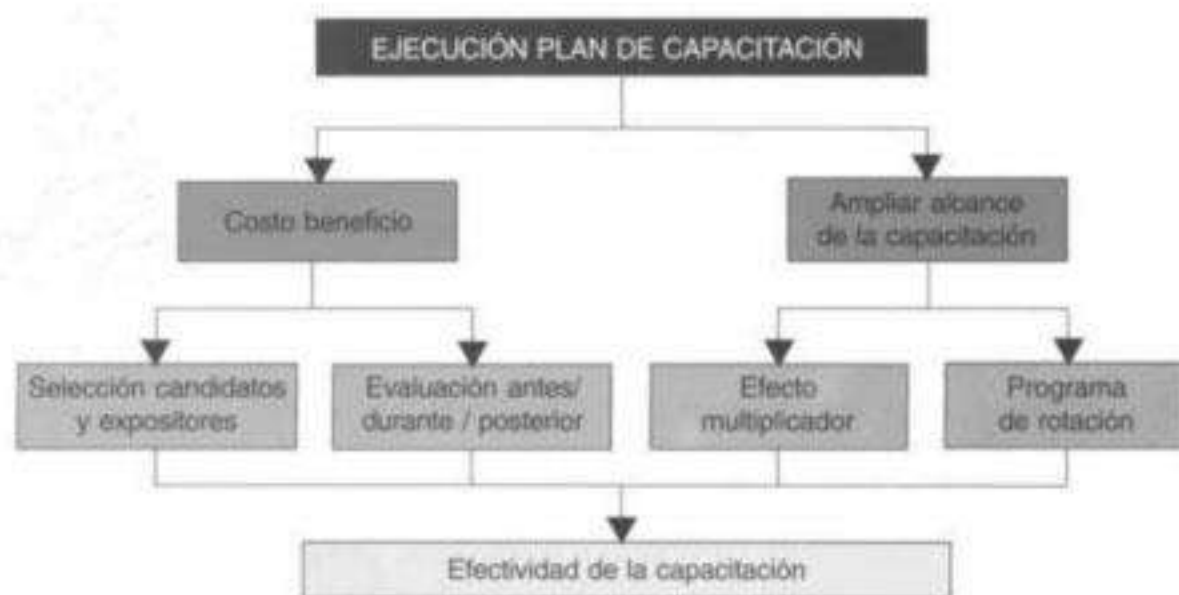 EJECUCIÓN PLAN DE CAPACITACIÓN
Costo beneficio
Ampliar alcance
de la capacitación
Selección candidatos
y expositores
Evaluación antes/
durante / posterior
Efecto
multiplicador
Programa
de rotación
Efectividad de la capacitación